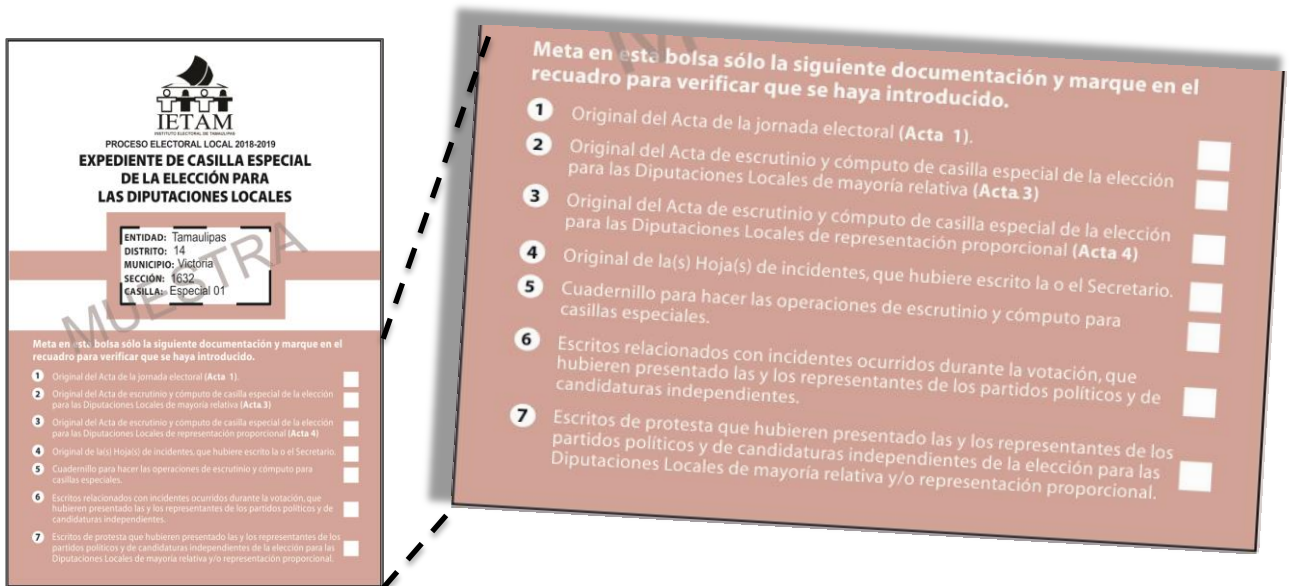 IETAM
INSTITUTO ELECTORAL DE TAMAULIPAS
PROCESO ELECTORAL LOCAL 2018-2019
EXPEDIENTE DE CASILLA ESPECIAL
DE LA ELECCIÓN PARA
LAS DIPUTACIONES LOCALES
ENTIDAD: Tamaulipas
DISTRITO: 14
MUNICIPIO: Victoria
SECCIÓN: 1632
CASILLA: Especial 01
MUESTRA
Meta en esta bolsa sólo la siguiente documentación y marque en el
recuadro para verificar que se haya introducido.
1 Original del Acta de la jornada electoral (Acta 1).
2 Original del Acta de escrutinio y cómputo de casilla especial de la elección
para las Diputaciones Locales de mayoría relativa (Acta 3)
3 Original del Acta de escrutinio y cómputo de casilla especial de la elección
para las Diputaciones Locales de representación proporcional (Acta 4)
4 Original de la(s) Hoja(s) de incidentes, que hubiere escrito la o el Secretario.
5 Cuadernillo para hacer las operaciones de escrutinio y cómputo para
casillas especiales.
6 Escritos relacionados con incidentes ocurridos durante la votación, que
hubieren presentado las y los representantes de los partidos políticos y de
candidaturas independientes.
7 Escritos de protesta que hubieren presentado las y los representantes de los
partidos políticos y de candidaturas independientes de la elección para las
Diputaciones Locales de mayoría relativa y/o representación proporcional.
Meta en esta bolsa sólo la siguiente documentación y marque en el
recuadro para verificar que se haya introducido.
1 Original del Acta de la jornada electoral (Acta 1).
2 Original del Acta de escrutinio y cómputo de casilla especial de la elección
para las Diputaciones Locales de mayoría relativa (Acta 3)
3 Original del Acta de escrutinio y cómputo de casilla especial de la elección
para las Diputaciones Locales de representación proporcional (Acta 4)
4 Original de la(s) Hoja(s) de incidentes, que hubiere escrito la o el Secretario.
5 Cuadernillo para hacer las operaciones de escrutinio y cómputo para
casillas especiales.
6 Escritos relacionados con incidentes ocurridos durante la votación, que
hubieren presentado las y los representantes de los partidos políticos y de
candidaturas independientes.
7 Escritos de protesta que hubieren presentado las y los representantes de los
partidos políticos y de candidaturas independientes de la elección para las
Diputaciones Locales de mayoría relativa y/o representación proporcional.